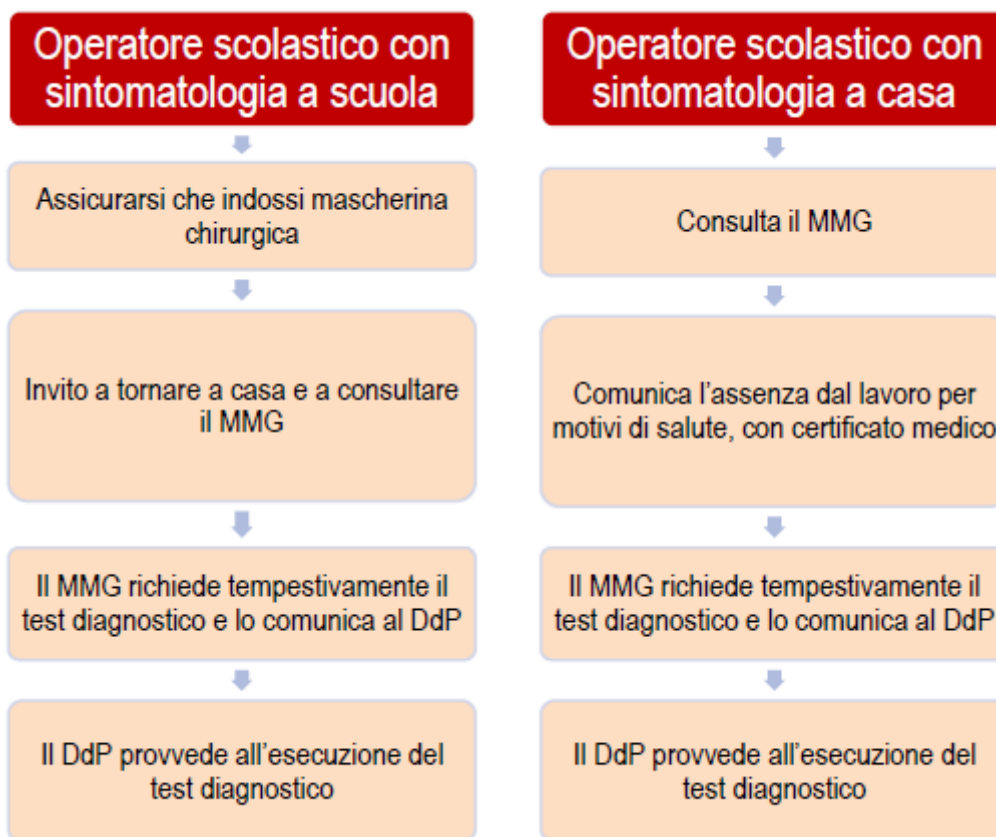 Operatore scolastico con
sintomatologia a scuola
Assicurarsi che indossi mascherina
chirurgica
Invito a tornare a casa e a consultare
il MMG
Il MMG richiede tempestivamente il
test diagnostico e lo comunica al DdP
Il DdP provvede all'esecuzione del
test diagnostico
Operatore scolastico con
sintomatologia a casa
Consulta il MMG
Comunica l'assenza dal lavoro per
motivi di salute, con certificato medico
Il MMG richiede tempestivamente il
test diagnostico e lo comunica al DdP
Il DdP provvede all'esecuzione del
test diagnostico